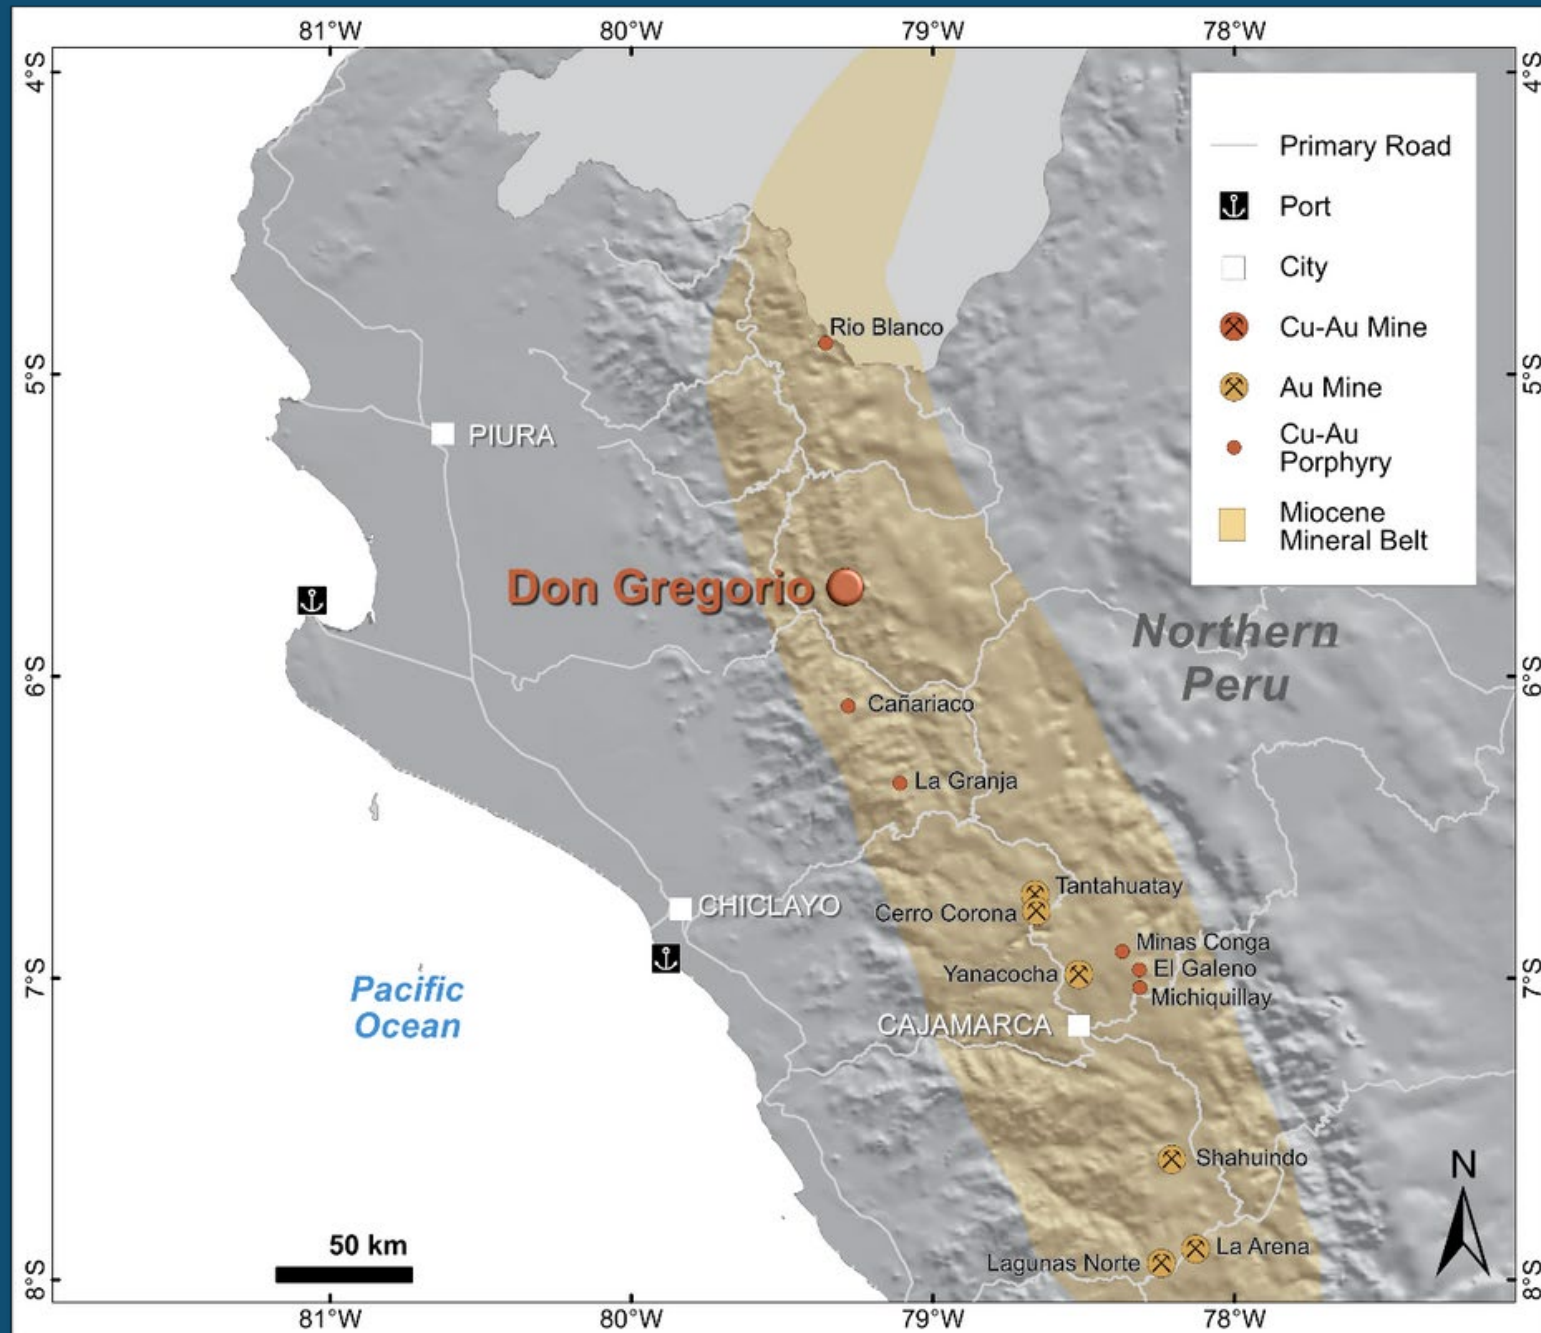 81°W
80°W
79°W
78°W
4°S
4°S
Primary Road
Port
City
Cu-Au Mine
Au Mine
Cu-Au
Porphyry
Miocene
Mineral Belt
Rio Blanco
5°S
5°S
PIURA
Don Gregorio
Northern
Peru
6°S
6°S
Cañariaco
La Granja
Tantahuatay
CHICLAYO
Cerro Corona
Minas Conga
El Galeno
Yanacocha
Michiquillay
7°S
7°S
Pacific
Ocean
CAJAMARCA
Shahuindo
N
50 km
La Arena
Lagunas Norte
8°S
8°S
81°W
80°W
79°W
78°W